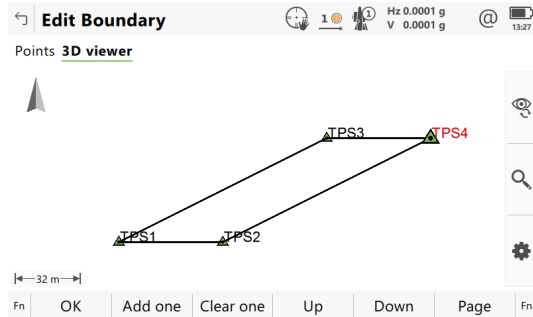 Edit Boundary
1
1
Hz 0.0001 g
V 0.0001 g
@
13:27
Points 3D viewer
TPS3
TPS4
TPS1
TPS2
32 m
Fn OK Add one Clear one Up Down Page Fn